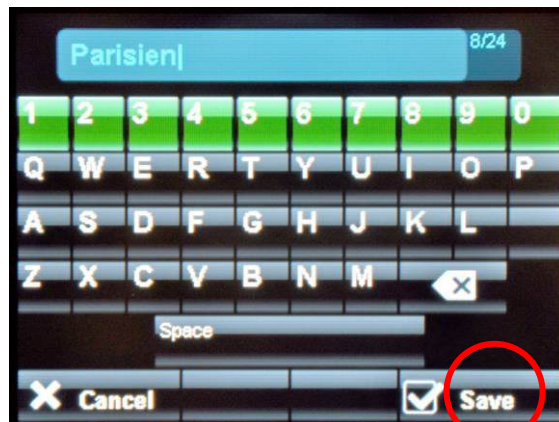 Parisien
8/24
1 2 3 4 5 6 7 8 9 0
Q W E R T Y U I O P
A S D F G H J K L
Z X C V B N M
Space
Cancel Save